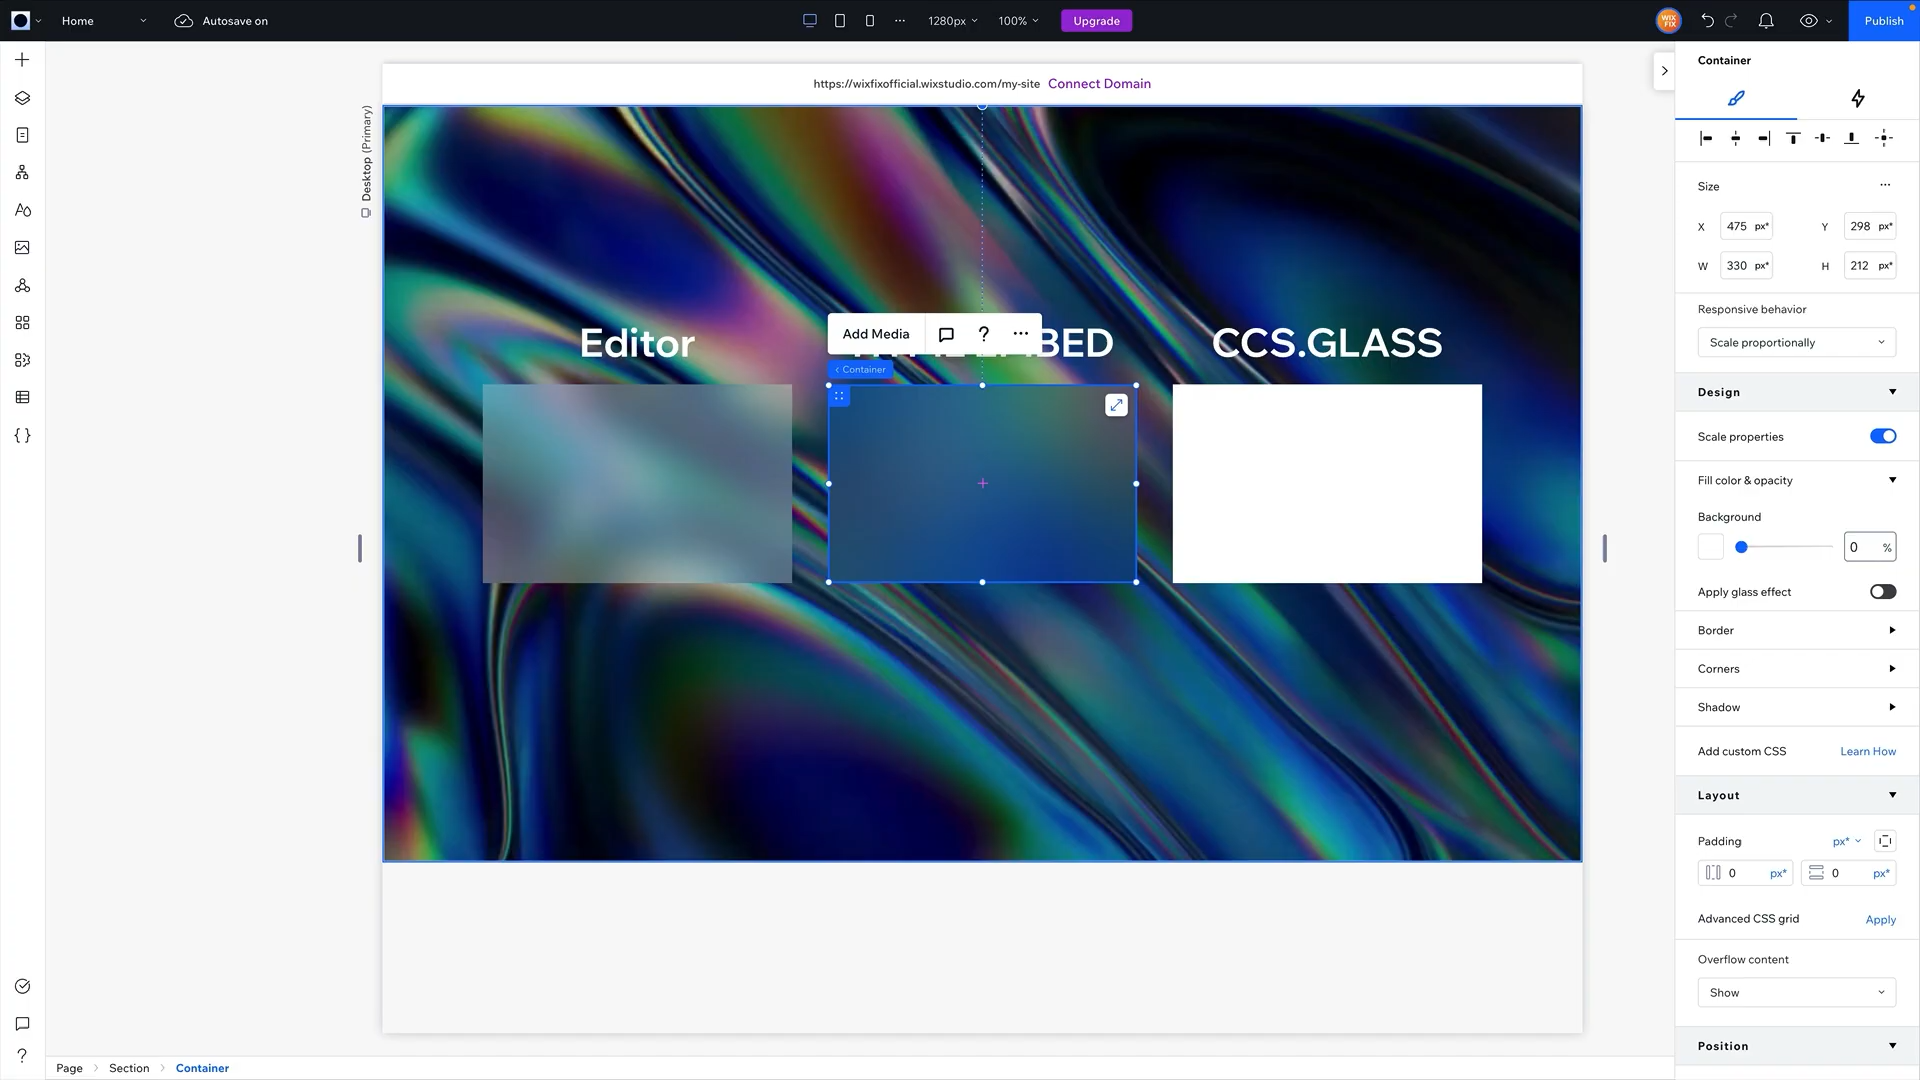 Home
Autosave on
1280px
100%
Upgrade
WIX
FIX
Publish
https://wixfixofficial.wixstudio.com/my-site Connect Domain
Desktop (Primary)
Editor
BED
CCS.GLASS
Add Media
?
Container
Container
Size
X 475 px*
Y 298 px*
W 330 px*
H 212 px*
Responsive behavior
Scale proportionally
Design
Scale properties
Fill color & opacity
Background
0 %
Apply glass effect
Border
Corners
Shadow
Add custom CSS
Learn How
Layout
Padding
px*
0 px*
0 px*
Advanced CSS grid
Apply
Overflow content
Show
Position
?
Page
Section
Container